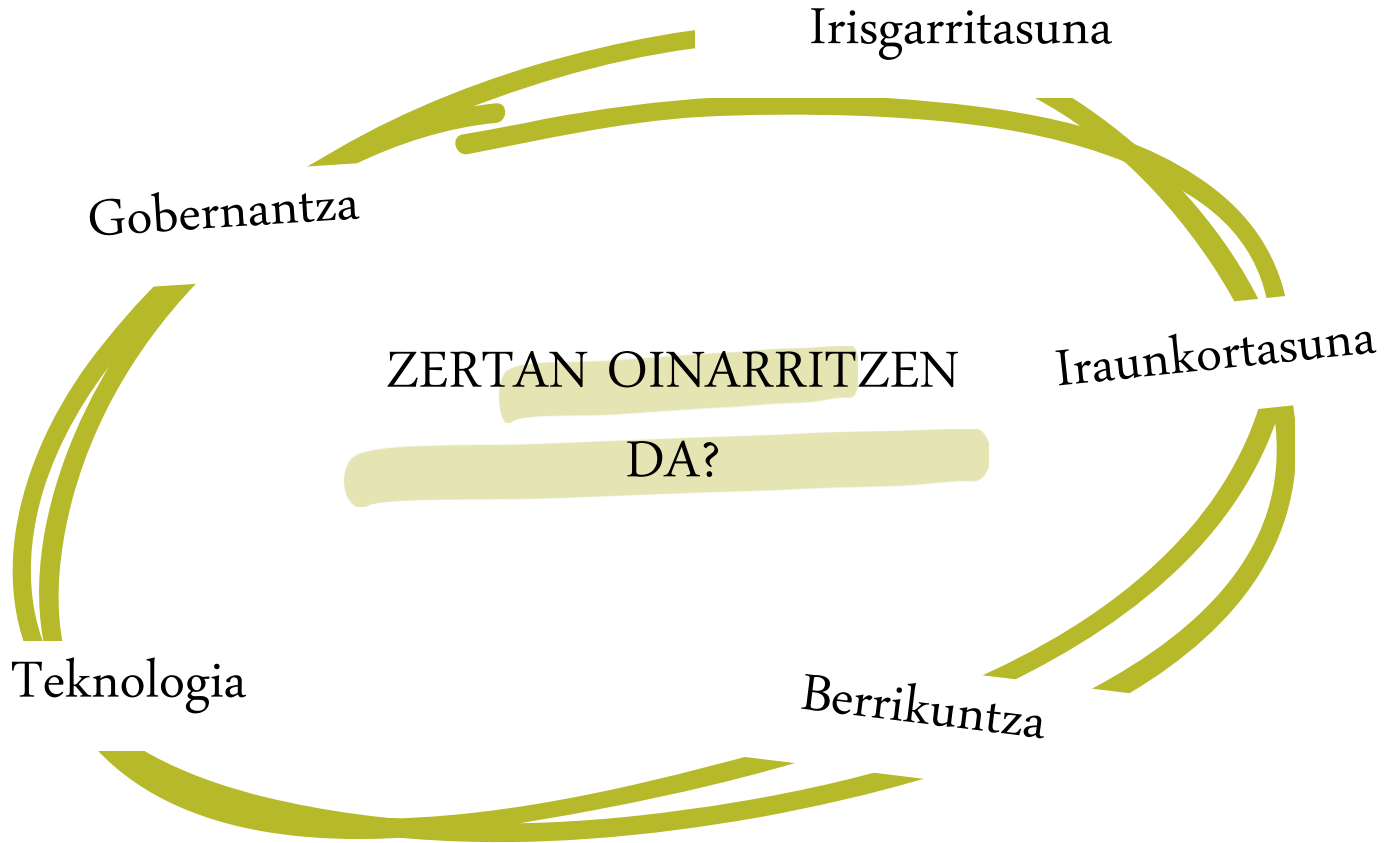 Irisgarritasuna
Gobernantza
ZERTAN OINARRITZEN
DA?
Iraunkortasuna
Teknologia
Berrikuntza